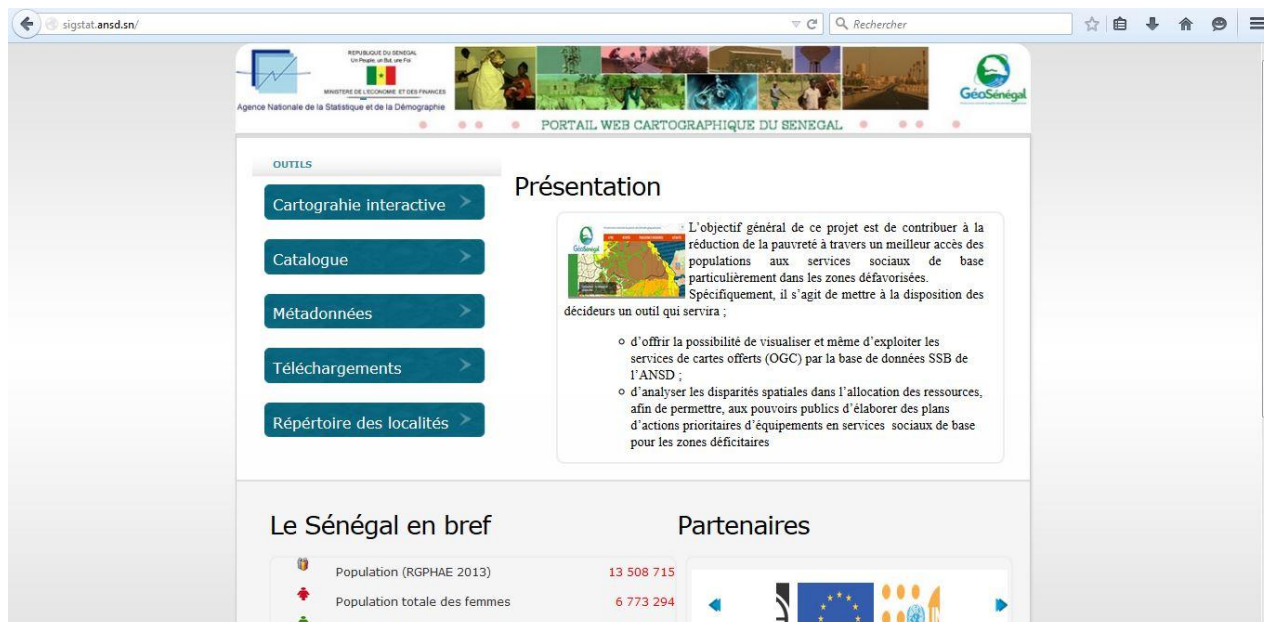 sigstat.ansd.sn/
Rechercher
REPUBLIQUE DU SENEGAL
Un Peuple, un But, une Foi
MINISTERE DE L'ECONOMIE ET DES FINANCES
Agence Nationale de la Statistique et de la Démographie
GéoSénégal
PORTAIL WEB CARTOGRAPHIQUE DU SENEGAL
OUTILS
Cartograhie interactive
Catalogue
Métadonnées
Téléchargements
Répértoire des localités
Présentation
L'objectif général de ce projet est de contribuer à la
réduction de la pauvreté à travers un meilleur accès des
populations aux services sociaux de base
particulièrement dans les zones défavorisées.
Spécifiquement, il s'agit de mettre à la disposition des
décideurs un outil qui servira ;
d'offrir la possibilité de visualiser et même d'exploiter les
services de cartes offerts (OGC) par la base de données SSB de
l'ANSD ;
d'analyser les disparités spatiales dans l'allocation des ressources,
afin de permettre, aux pouvoirs publics d'élaborer des plans
d'actions prioritaires d'équipements en services sociaux de base
pour les zones déficitaires
Le Sénégal en bref
Population (RGPHAE 2013) 13 508 715
Population totale des femmes 6 773 294
Partenaires